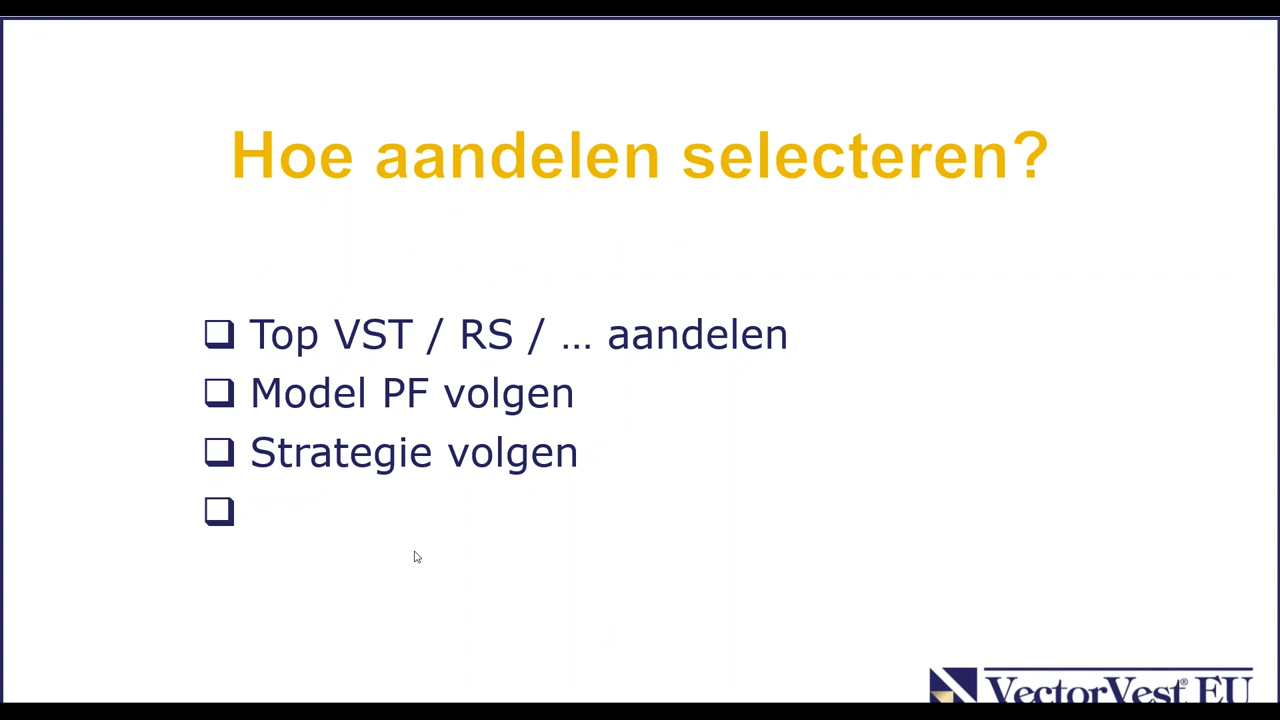 Hoe aandelen selecteren?
❑ Top VST / RS / … aandelen
❑ Model PF volgen
❑ Strategie volgen
❑
VectorVest® EU